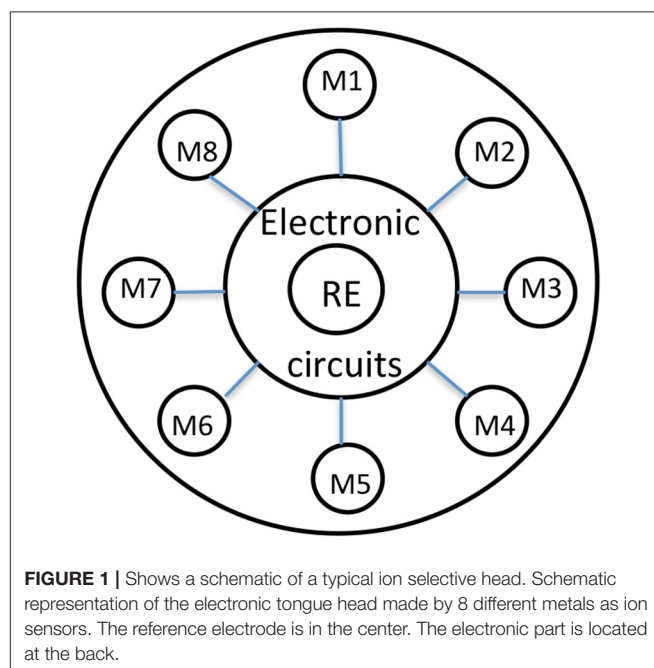 M1
M8
M2
Electronic
M7
RE
M3
circuits
M6
M4
M5
FIGURE 1 | Shows a schematic of a typical ion selective head. Schematic
representation of the electronic tongue head made by 8 different metals as ion
sensors. The reference electrode is in the center. The electronic part is located
at the back.